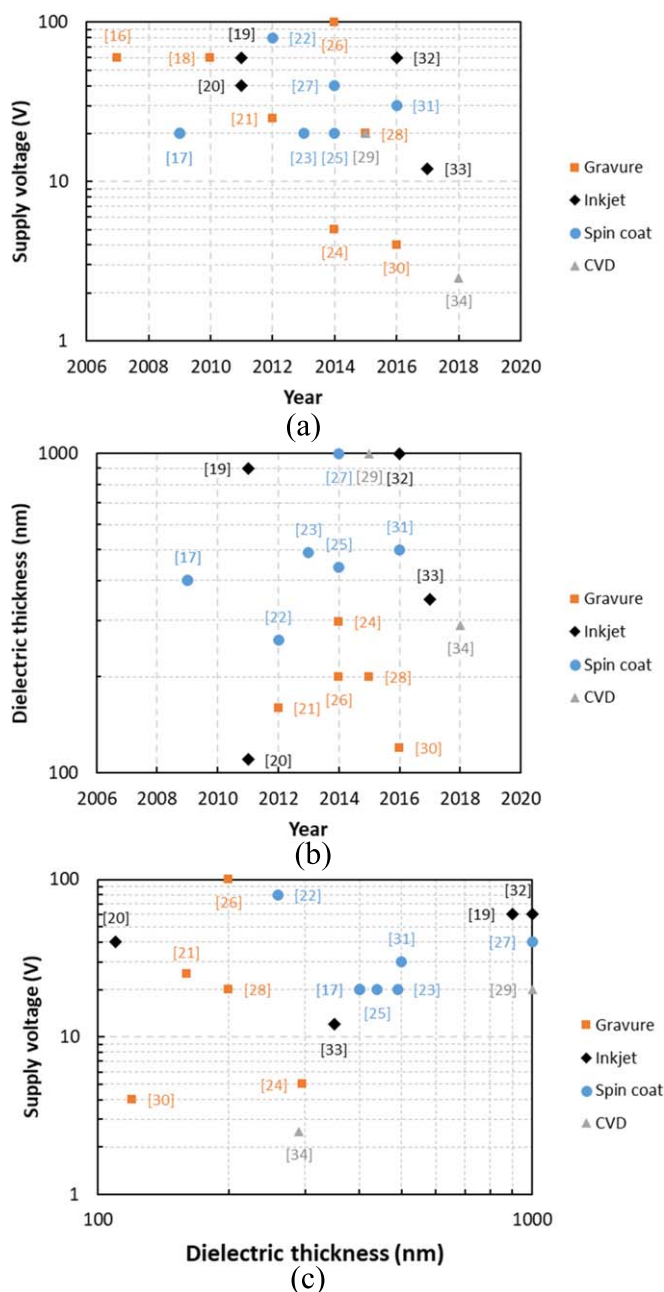 100
[16]
[18]
[19]
[22]
[26]
[32]
[20]
[27]
[31]
[21]
[28]
[17]
[23]
[25]
[29]
[33]
10
[24]
[30]
[34]
1
2006 2008 2010 2012 2014 2016 2018 2020
Supply voltage (V)
Year
Gravure
Inkjet
Spin coat
CVD
(a)
1000
[19]
[27]
[29]
[32]
[23]
[25]
[31]
[17]
[33]
[22]
[24]
[34]
[26]
[28]
[21]
[30]
[20]
100
2006 2008 2010 2012 2014 2016 2018 2020
Dielectric thickness (nm)
Year
Gravure
Inkjet
Spin coat
CVD
(b)
100
[26]
[22]
[32]
[20]
[19]
[27]
[21]
[31]
[28]
[17]
[23]
[29]
[25]
10
[33]
[24]
[30]
[34]
1
100 1000
Supply voltage (V)
Dielectric thickness (nm)
Gravure
Inkjet
Spin coat
CVD
(c)